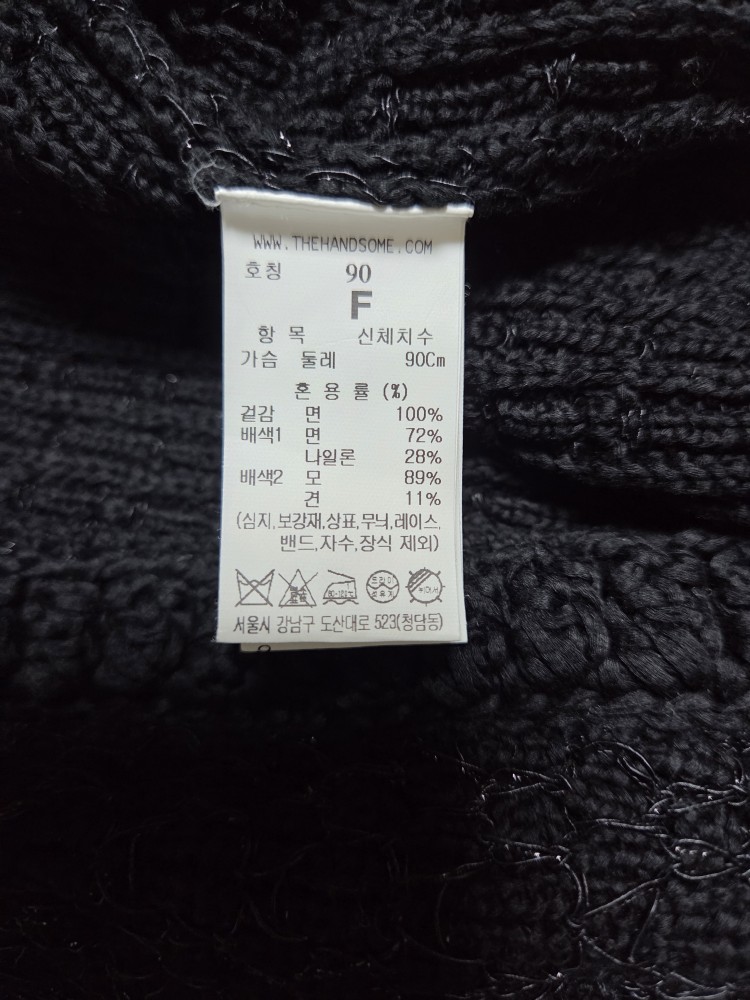 WWW.THEHANDSOME.COM
호칭 90
F
항 목 신체치수
가슴 둘레 90Cm
혼 용 률 (%)
겉감 면 100%
배색1 면 72%
나일론 28%
배색2 모 89%
견 11%
(심지,보강재,상표,무늬,레이스,
밴드,자수,장식 제외)
서울시 강남구 도산대로 523(청담동)